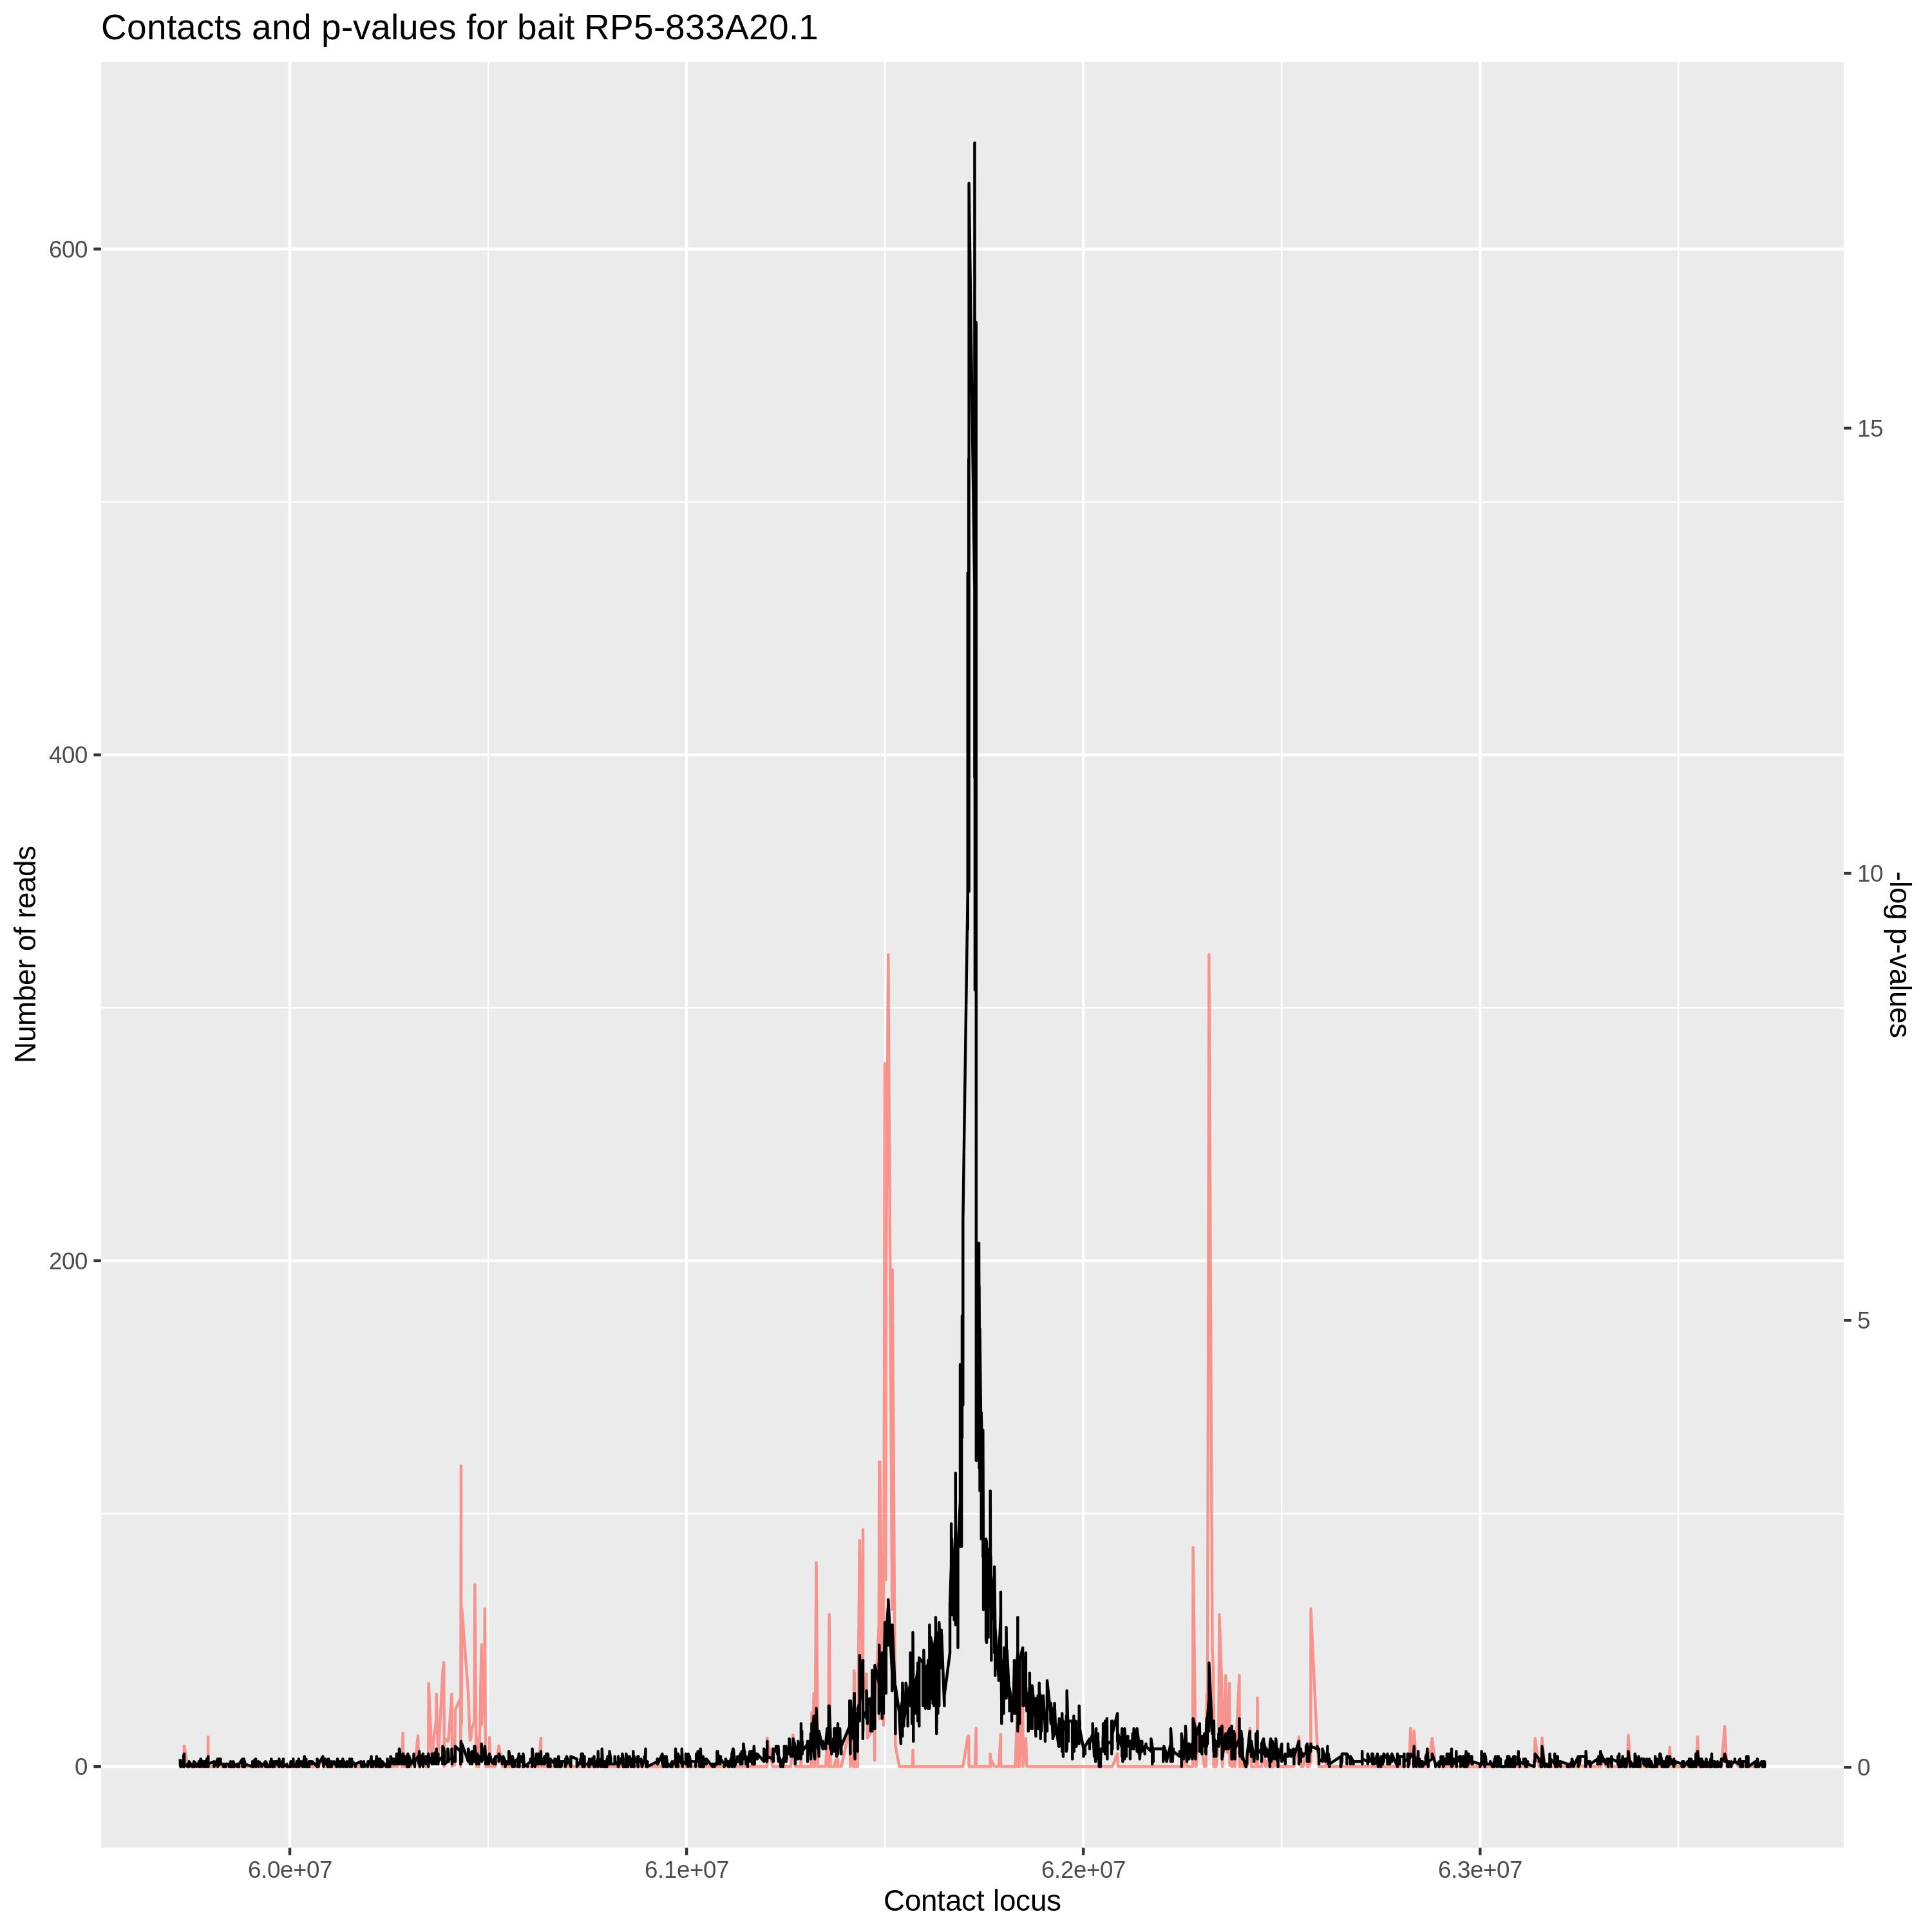 Contacts and p-values for bait RP5-833A20.1
600
400
200
0
Number of reads
15
10
5
0
-log p-values
6.0e+07
6.1e+07
6.2e+07
6.3e+07
Contact locus